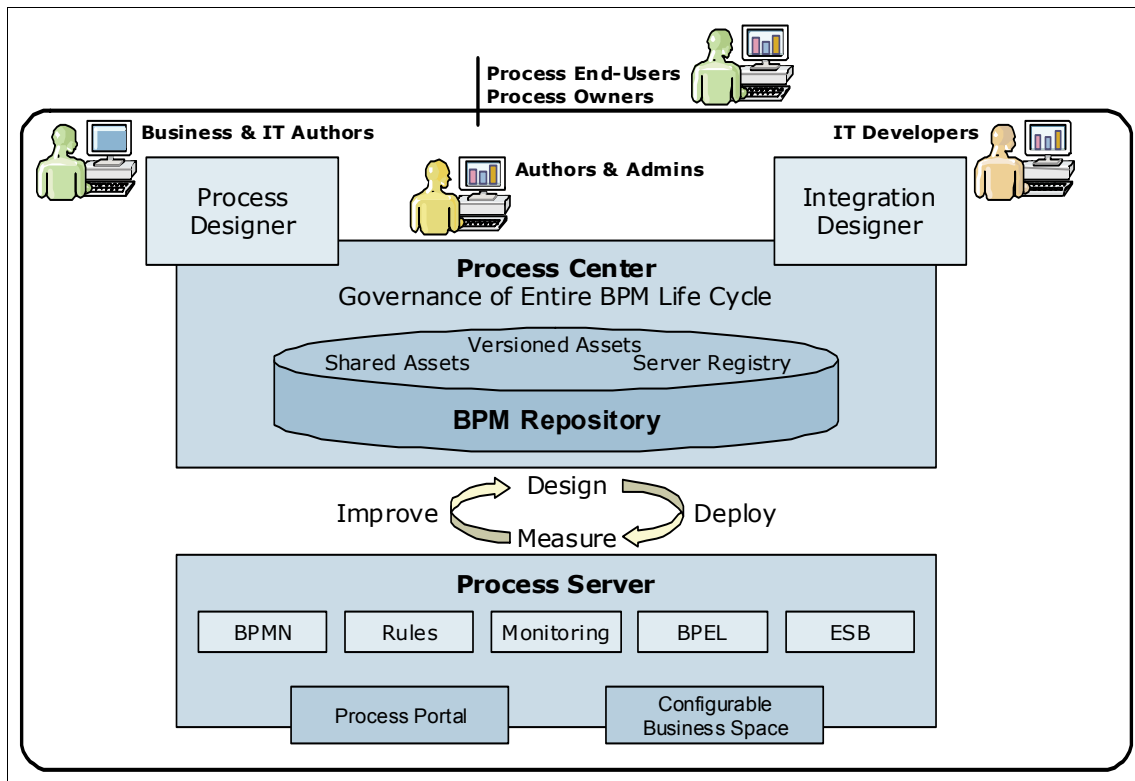 Process End-Users
Process Owners
Business & IT Authors
IT Developers
Authors & Admins
Process
Designer
Integration
Designer
Process Center
Governance of Entire BPM Life Cycle
Versioned Assets
Shared Assets
Server Registry
BPM Repository
Design
Improve
Deploy
Measure
Process Server
BPMN
Rules
Monitoring
BPEL
ESB
Process Portal
Configurable
Business Space